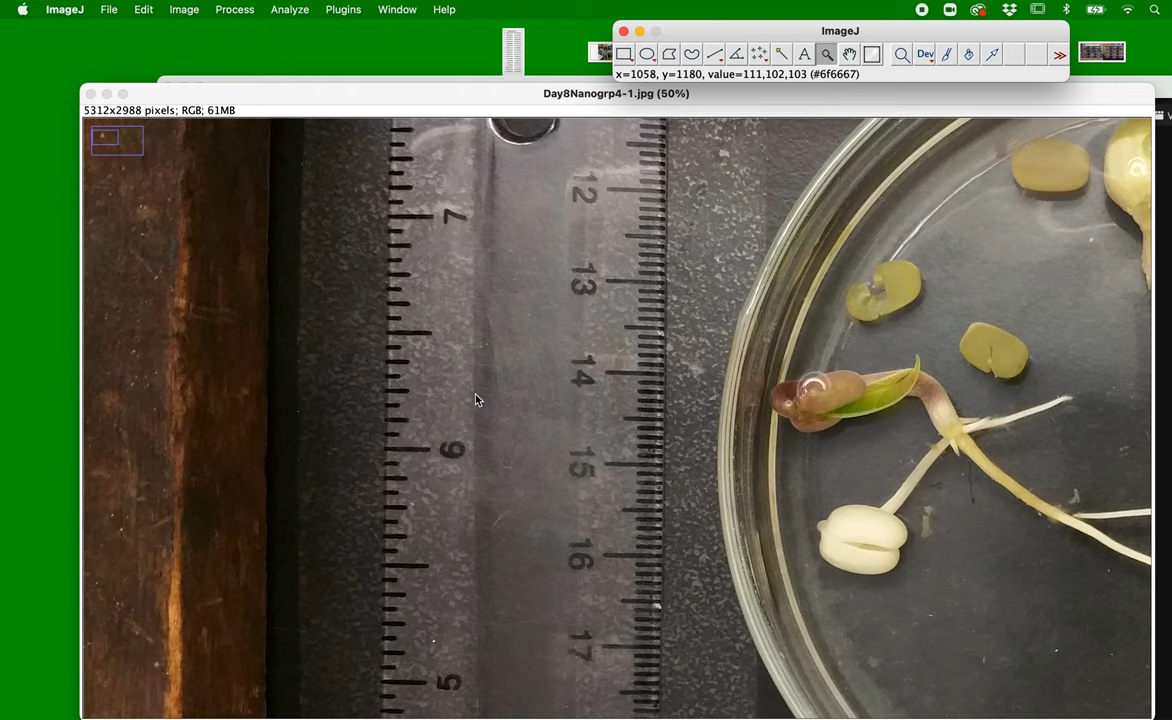 ImageJ File Edit Image Process Analyze Plugins Window Help
ImageJ
A Dev
x=1058, y=1180, value=111,102,103 (#6f6667)
Day8Nanogrp4-1.jpg (50%)
5312x2988 pixels; RGB; 61MB
12
7
13
14
6
15
16
17
5